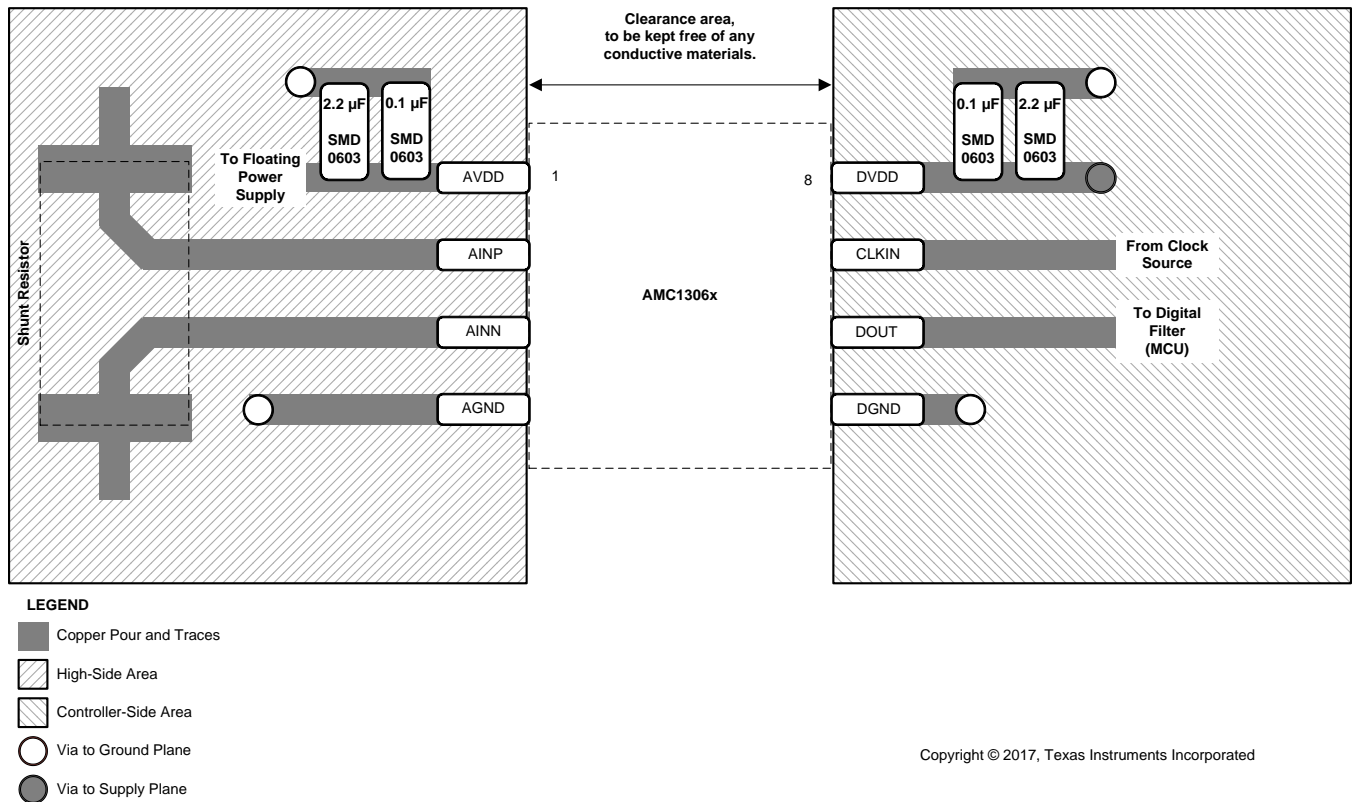 Clearance area,
to be kept free of any
conductive materials.
2.2 µF
SMD
0603
0.1 µF
SMD
0603
0.1 µF
SMD
0603
2.2 µF
SMD
0603
To Floating
Power
Supply
AVDD
1
8
DVDD
Shunt Resistor
AINP
CLKIN
From Clock
Source
AMC1306x
AINN
DOUT
To Digital
Filter
(MCU)
AGND
DGND
LEGEND
Copper Pour and Traces
High-Side Area
Controller-Side Area
Via to Ground Plane
Via to Supply Plane
Copyright © 2017, Texas Instruments Incorporated